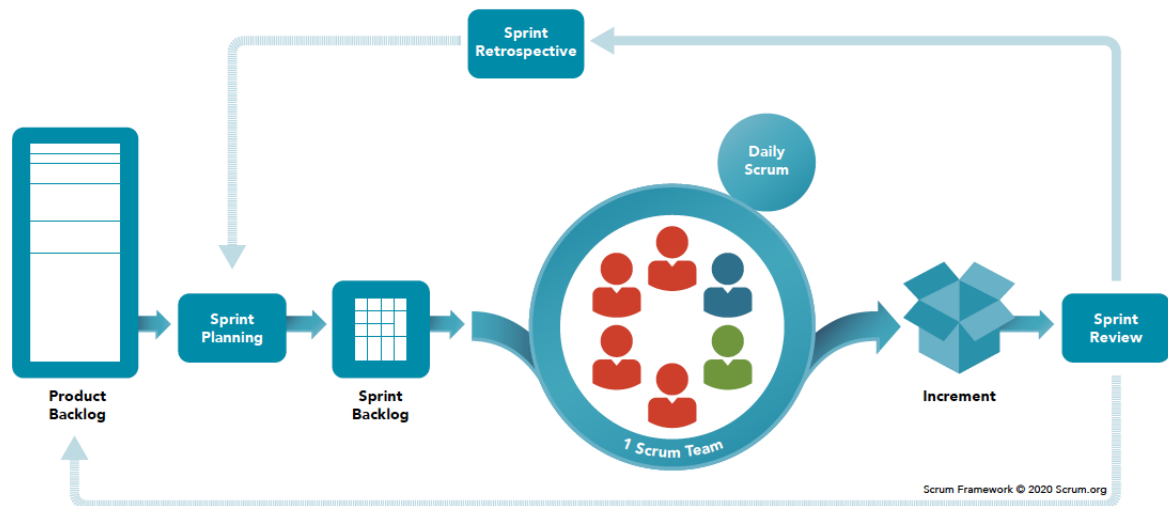 Sprint
Retrospective
Daily
Scrum
Sprint
Planning
Sprint
Review
Product
Backlog
Sprint
Backlog
Increment
1 Scrum Team
Scrum Framework © 2020 Scrum.org